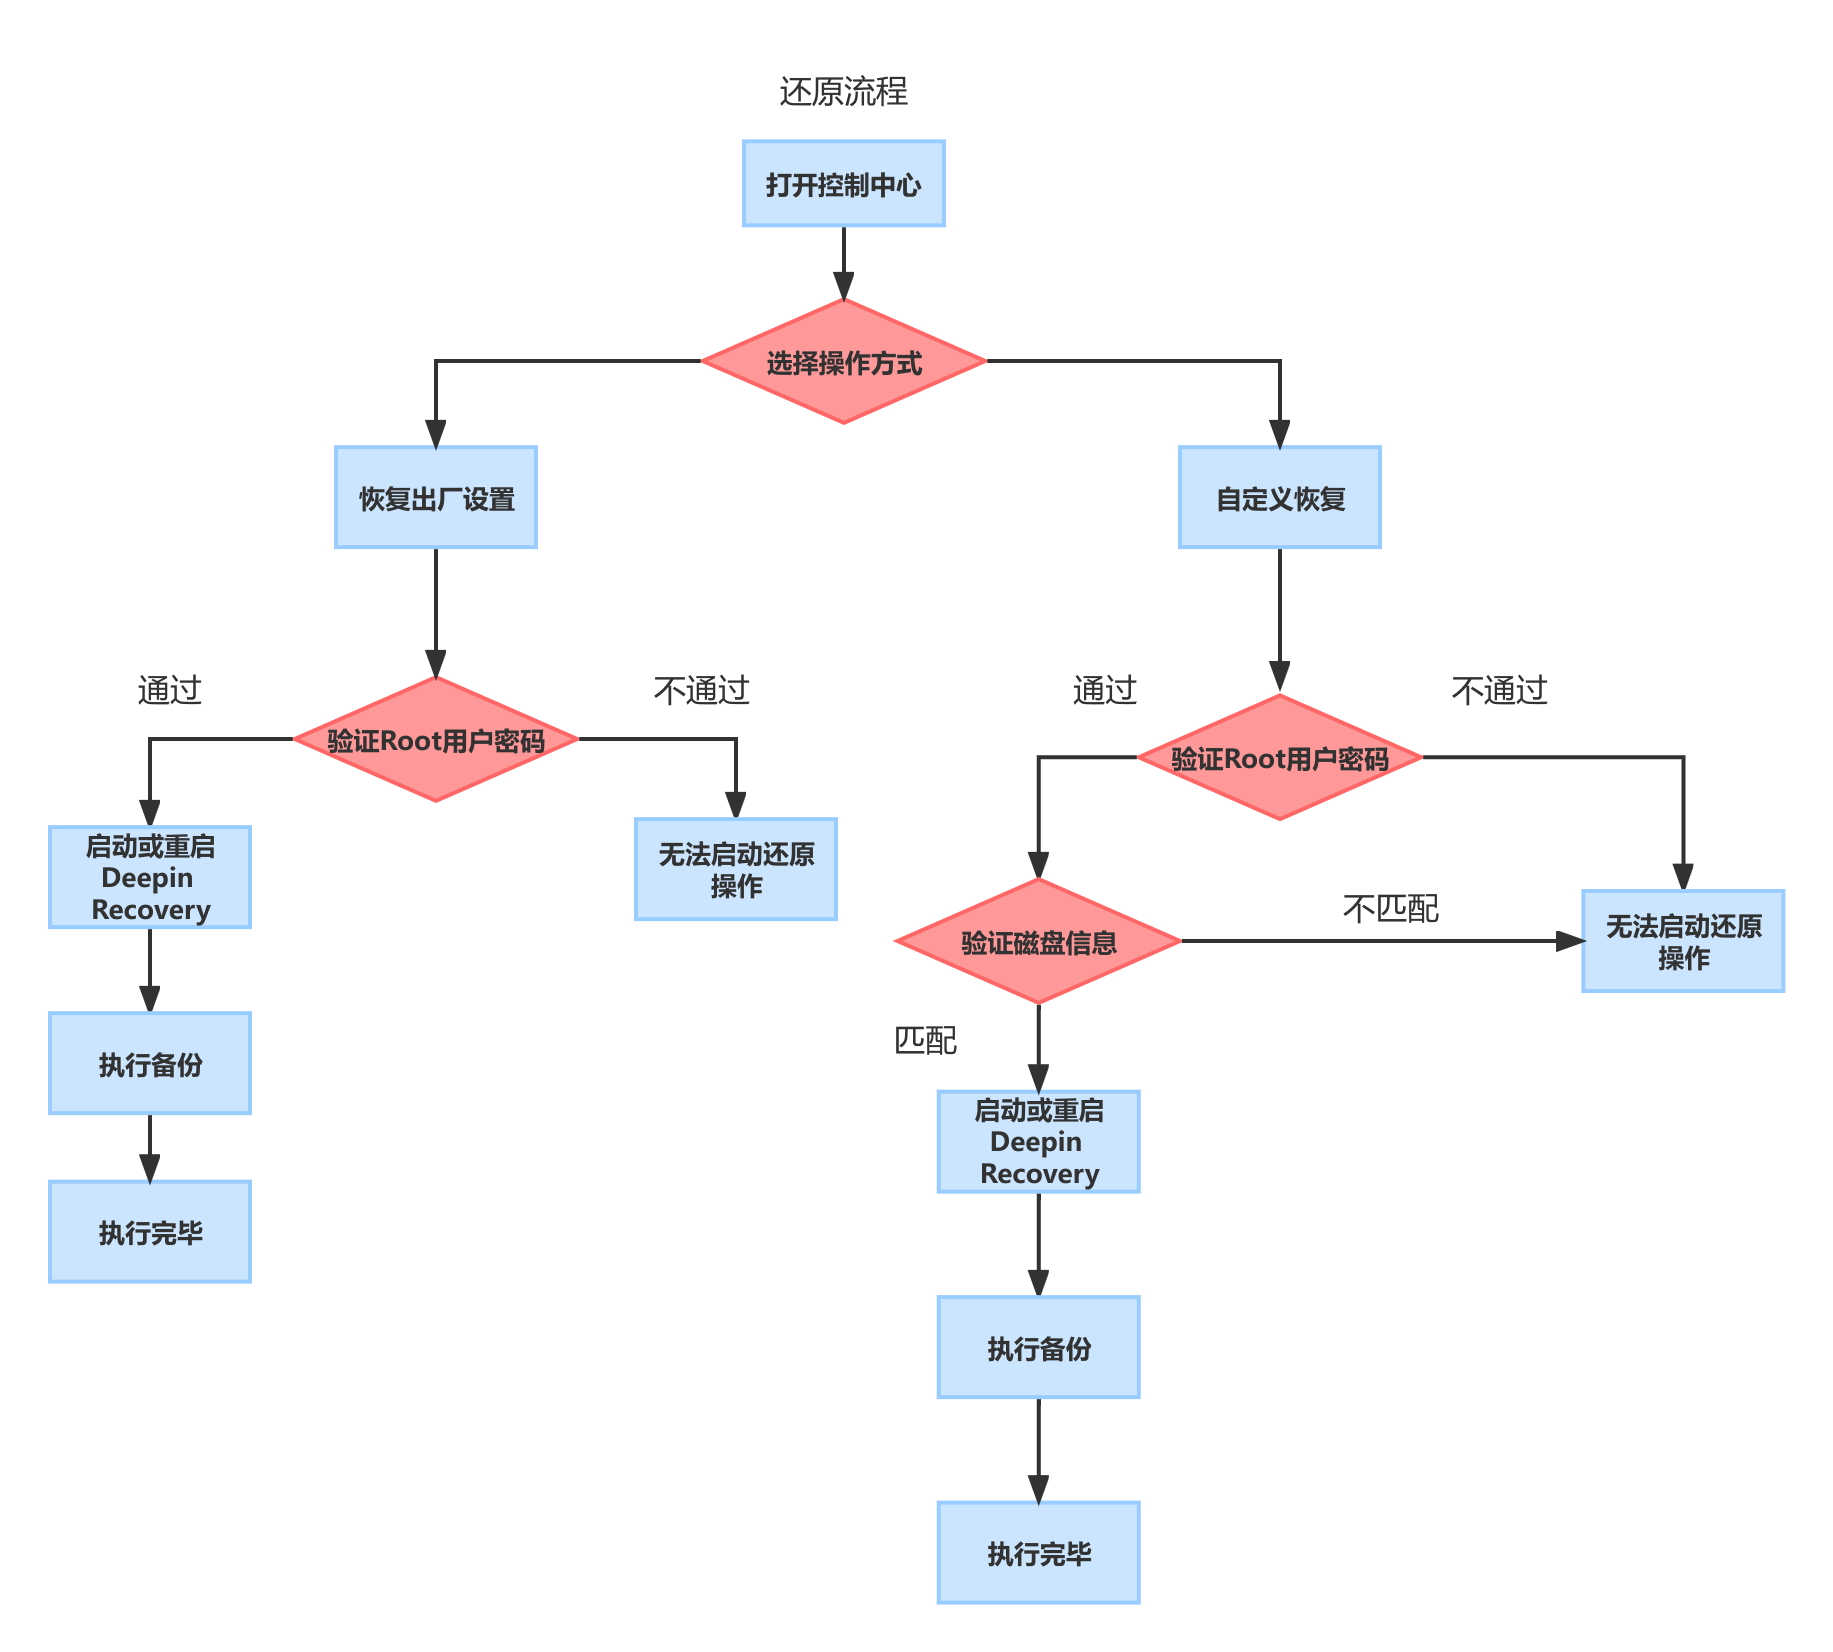 还原流程
打开控制中心
选择操作方式
恢复出厂设置
自定义恢复
通过
不通过
通过
不通过
验证Root用户密码
验证Root用户密码
启动或重启
Deepin
Recovery
无法启动还原
操作
不匹配
验证磁盘信息
无法启动还原
操作
匹配
执行备份
启动或重启
Deepin
Recovery
执行完毕
执行备份
执行完毕